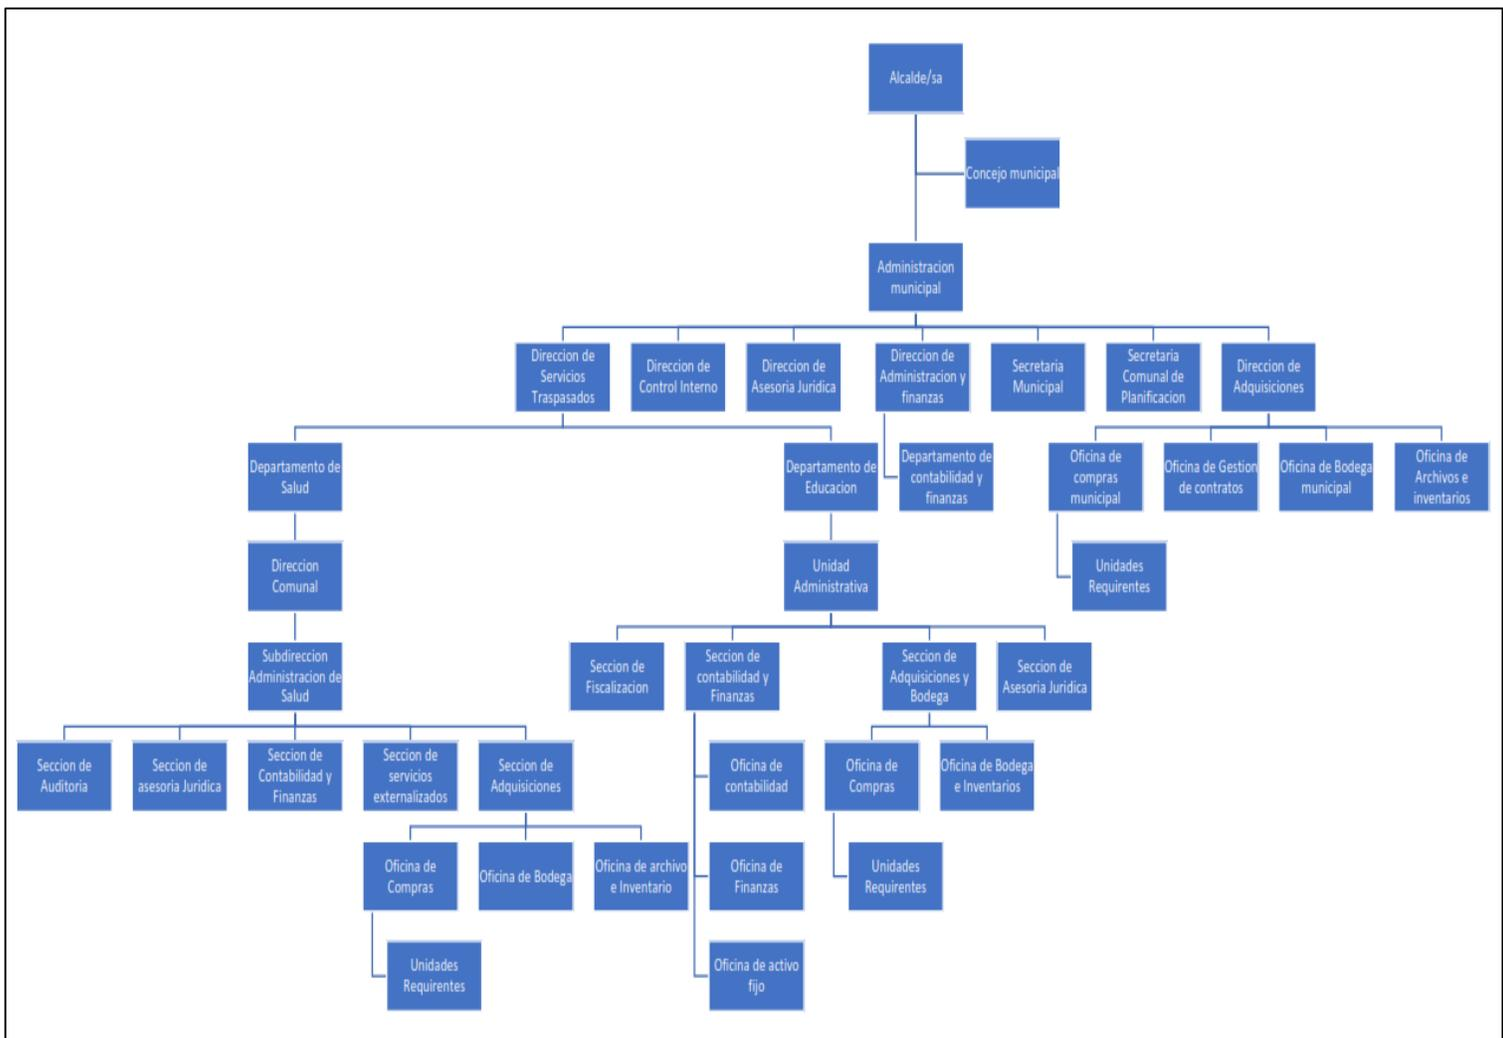 Alcalde/sa
Concejo municipal
Administracion
municipal
Direccion de
Servicios
Traspasados
Direccion de
Control Interno
Direccion de
Asesoria Juridica
Direccion de
Administracion y
finanzas
Secretaria
Municipal
Secretaria
Comunal de
Planificacion
Direccion de
Adquisiciones
Departamento de
Salud
Departamento de
Educacion
Departamento de
contabilidad y
finanzas
Oficina de
compras
municipal
Oficina de Gestion
de contratos
Oficina de Bodega
municipal
Oficina de
Archivos e
inventarios
Direccion
Comunal
Unidad
Administrativa
Unidades
Requirentes
Subdireccion
Administracion de
Salud
Seccion de
Fiscalizacion
Seccion de
contabilidad y
Finanzas
Seccion de
Adquisiciones y
Bodega
Seccion de
Asesoria Juridica
Seccion de
Auditoria
Seccion de
asesoria Juridica
Seccion de
Contabilidad y
Finanzas
Seccion de
servicios
externalizados
Seccion de
Adquisiciones
Oficina de
contabilidad
Oficina de
Compras
Oficina de Bodega
e Inventarios
Oficina de
Compras
Oficina de Bodega
Oficina de archivo
e Inventario
Oficina de
Finanzas
Unidades
Requirentes
Unidades
Requirentes
Oficina de activo
fijo